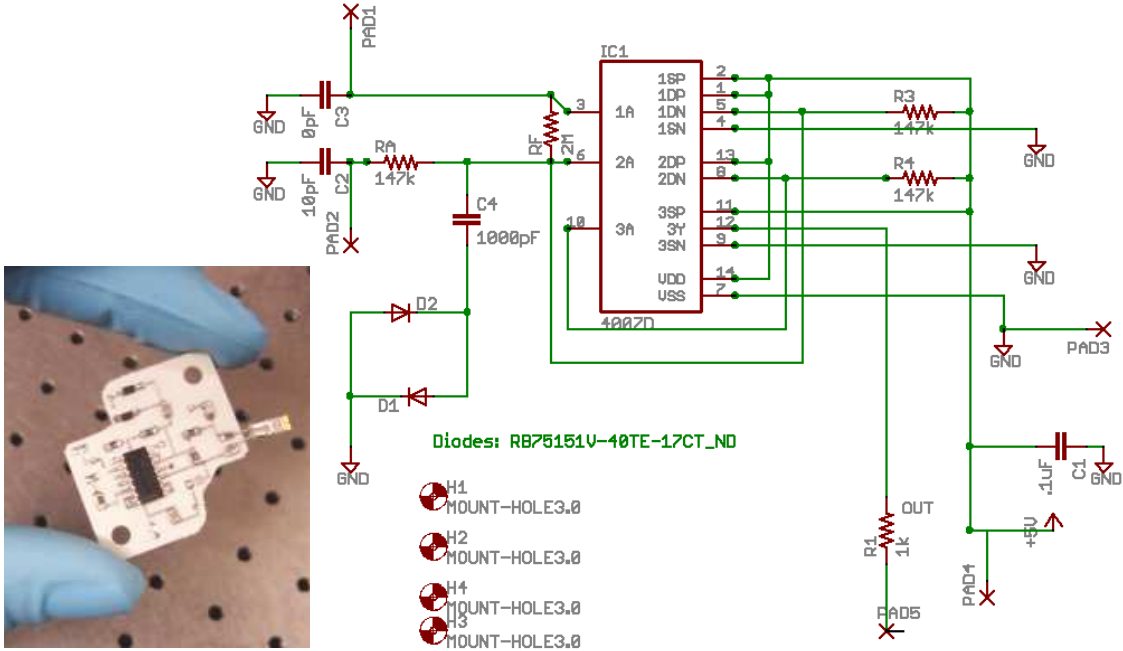 PAD1
IC1
C3
0pF
GND
3
1A
RF
2M
1SP
2
1DP
1
1DN
5
1SN
4
R3
147k
GND
C2
10pF
GND
PAD2
RA
147k
6
2A
2DP
13
2DN
8
R4
147k
C4
1000pF
10
3A
3SP
11
3Y
12
3SN
9
GND
VDD
14
VSS
7
4007D
GND
PAD3
D2
D1
GND
Diodes: RB75151V-40TE-17CT_ND
.1uF
C1
GND
H1
MOUNT-HOLE3.0
H2
MOUNT-HOLE3.0
H4
MOUNT-HOLE3.0
H3
MOUNT-HOLE3.0
OUT
R1
1k
PAD5
+5V
PAD4